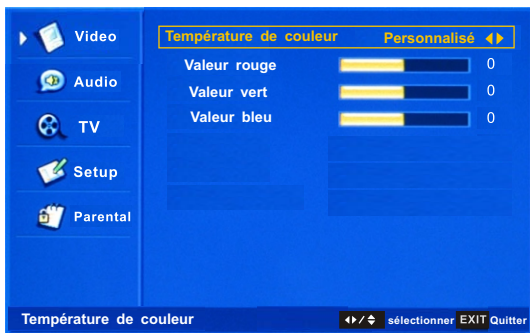 Video
Audio
TV
Setup
Parental
Température de couleur Personnalisé
Valeur rouge 0
Valeur vert 0
Valeur bleu 0
Température de couleur sélectionner EXIT Quitter